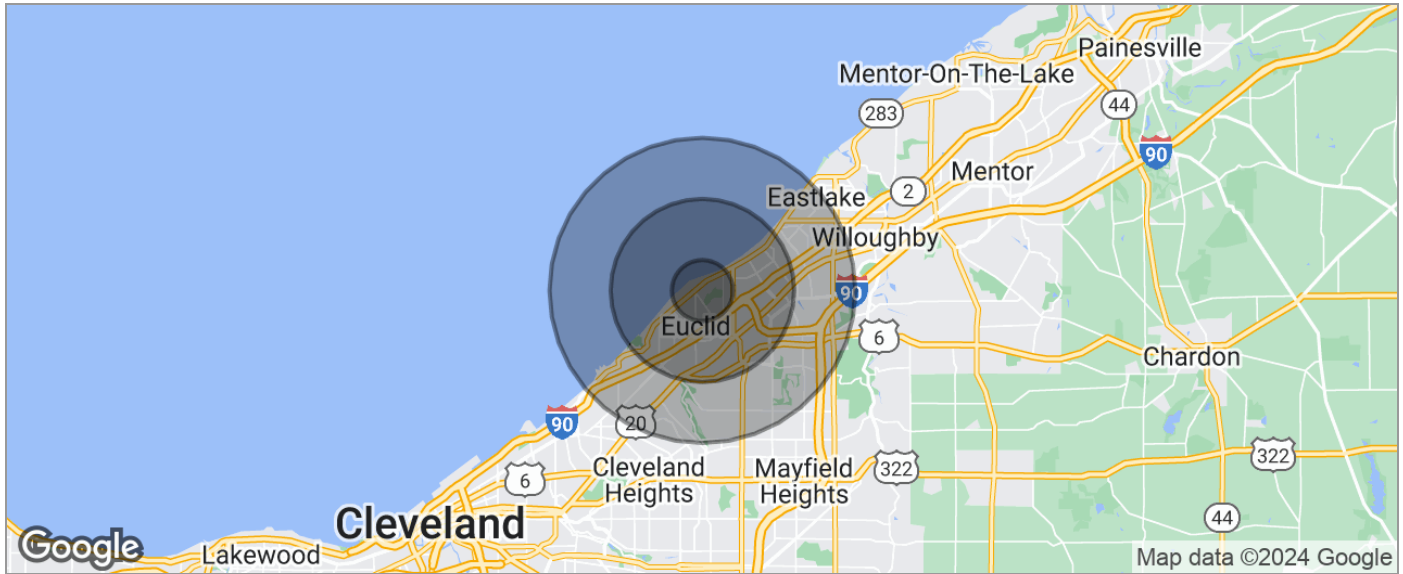 Painesville
Mentor-On-The-Lake
44
283
90
Mentor
2
Eastlake
Willoughby
90
Euclid
6
Chardon
90
20
322
6
Cleveland
Heights
Mayfield
Heights
322
Cleveland
44
Google
Lakewood
Map data ©2024 Google